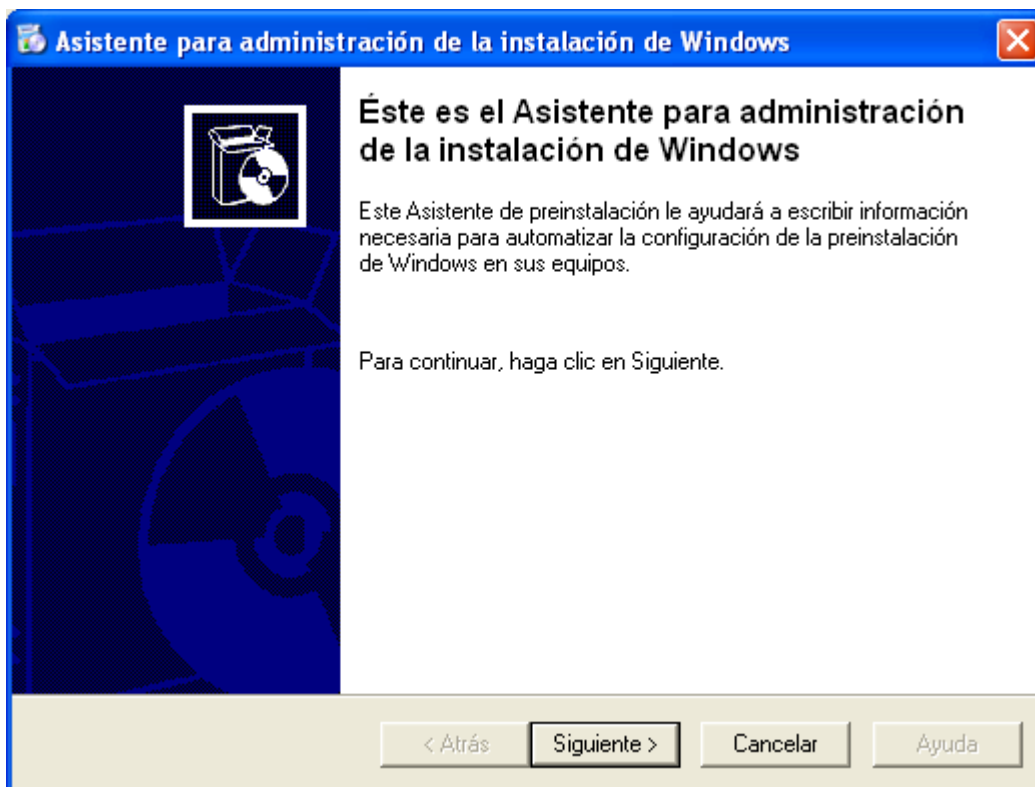 Asistente para administración de la instalación de Windows
Éste es el Asistente para administración
de la instalación de Windows
Este Asistente de preinstalación le ayudará a escribir información
necesaria para automatizar la configuración de la preinstalación
de Windows en sus equipos.
Para continuar, haga clic en Siguiente.
< Atrás
Siguiente >
Cancelar
Ayuda